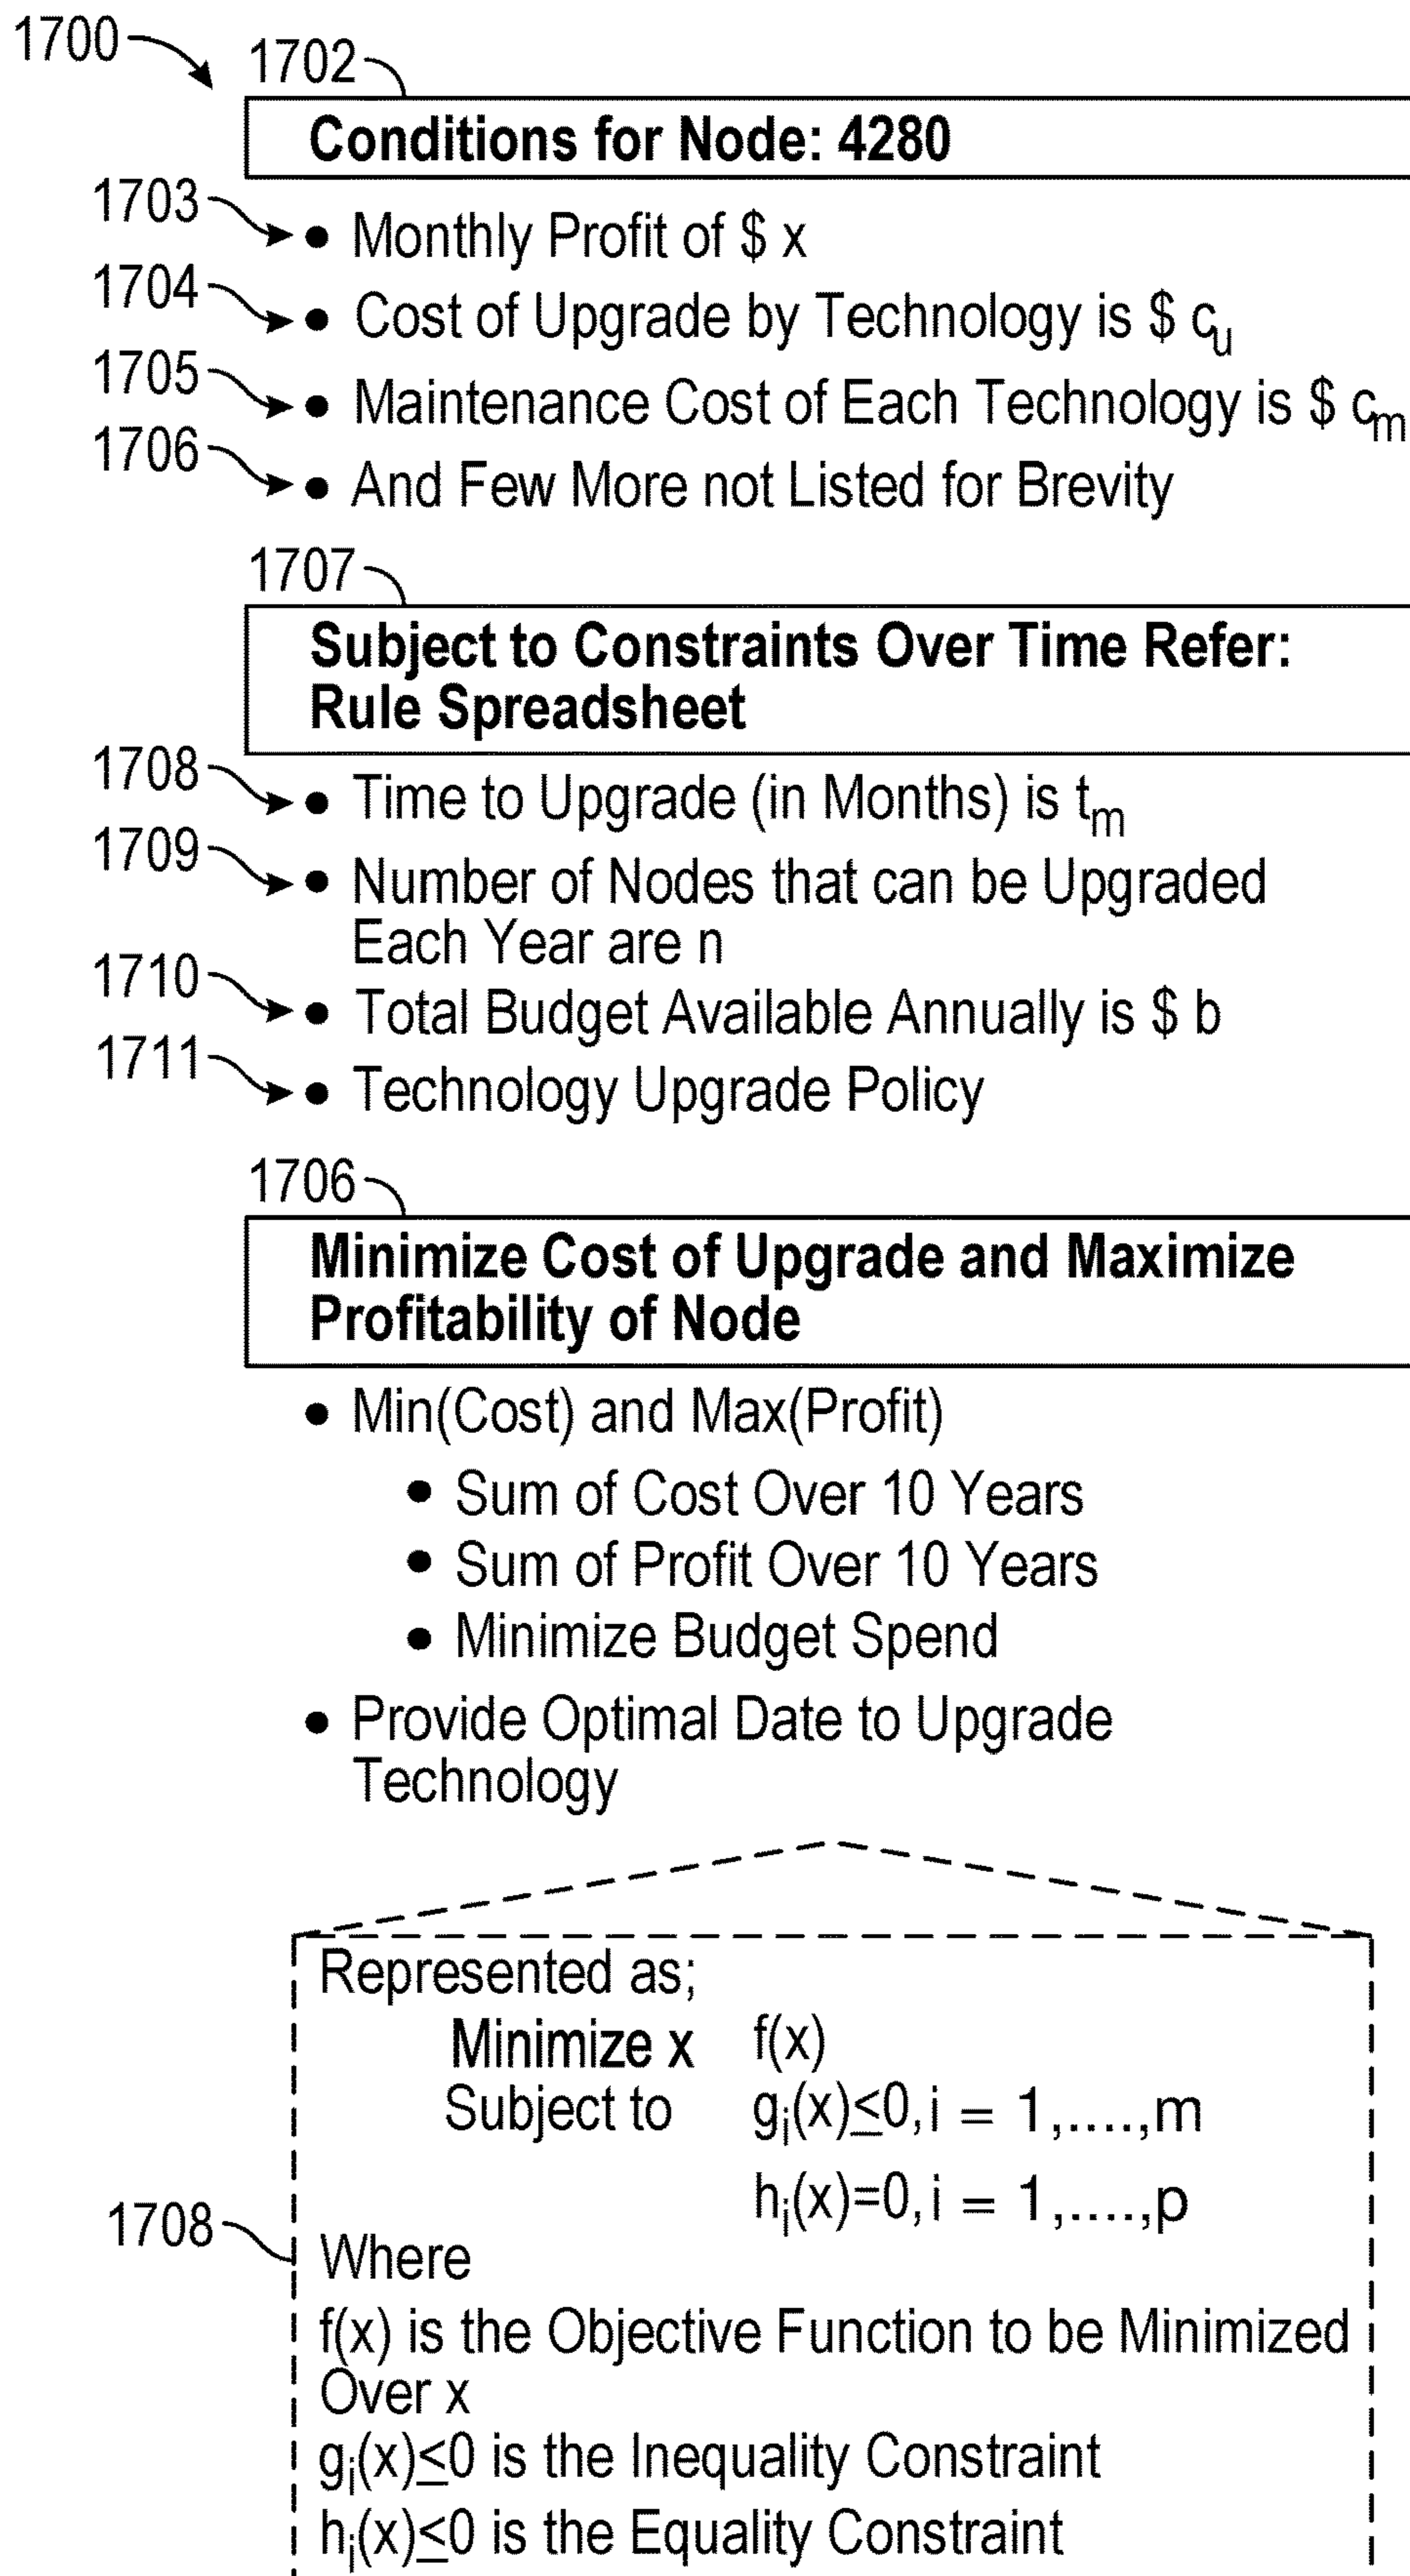 1700
1702
Conditions for Node: 4280
1703
• Monthly Profit of $ x
1704
• Cost of Upgrade by Technology is $ cu
1705
• Maintenance Cost of Each Technology is $ cm
1706
• And Few More not Listed for Brevity
1707
Subject to Constraints Over Time Refer:
Rule Spreadsheet
1708
• Time to Upgrade (in Months) is tm
1709
• Number of Nodes that can be Upgraded
Each Year are n
1710
• Total Budget Available Annually is $ b
1711
• Technology Upgrade Policy
1706
Minimize Cost of Upgrade and Maximize
Profitability of Node
• Min(Cost) and Max(Profit)
• Sum of Cost Over 10 Years
• Sum of Profit Over 10 Years
• Minimize Budget Spend
• Provide Optimal Date to Upgrade
Technology
Represented as;
Minimize x f(x)
Subject to gi(x)≤0, i = 1,....,m
hi(x)=0, i = 1,....,p
1708
Where
f(x) is the Objective Function to be Minimized
Over x
gi(x)≤0 is the Inequality Constraint
hi(x)≤0 is the Equality Constraint